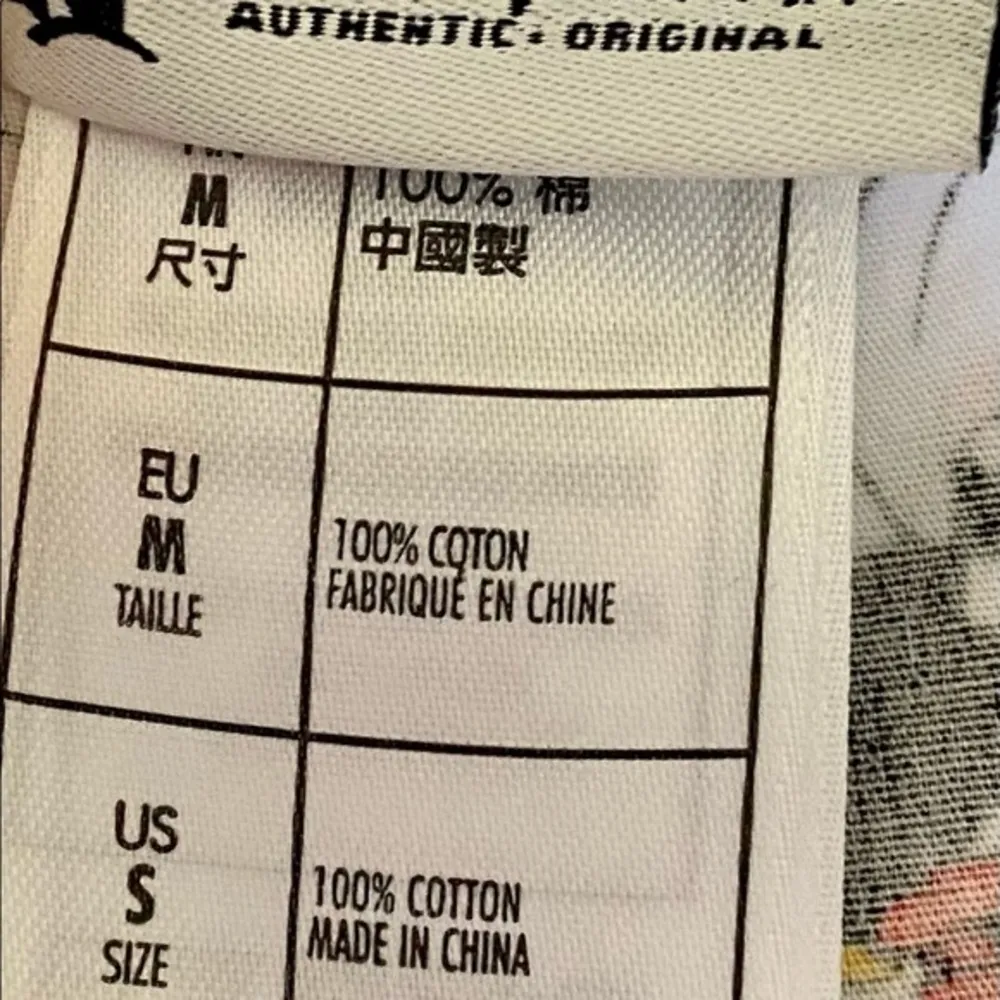 AUTHENTIC · ORIGINAL
M
尺寸
100% 棉
中國製
EU
M
TAILLE
100% COTON
FABRIQUÉ EN CHINE
US
S
SIZE
100% COTTON
MADE IN CHINA